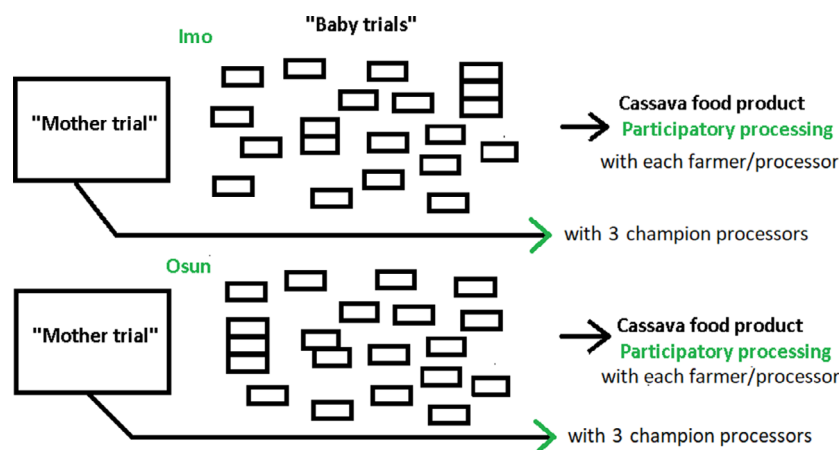 "Baby trials"
Imo
"Mother trial"
Cassava food product
Participatory processing
with each farmer/processor
with 3 champion processors
Osun
"Mother trial"
Cassava food product
Participatory processing
with each farmer/processor
with 3 champion processors